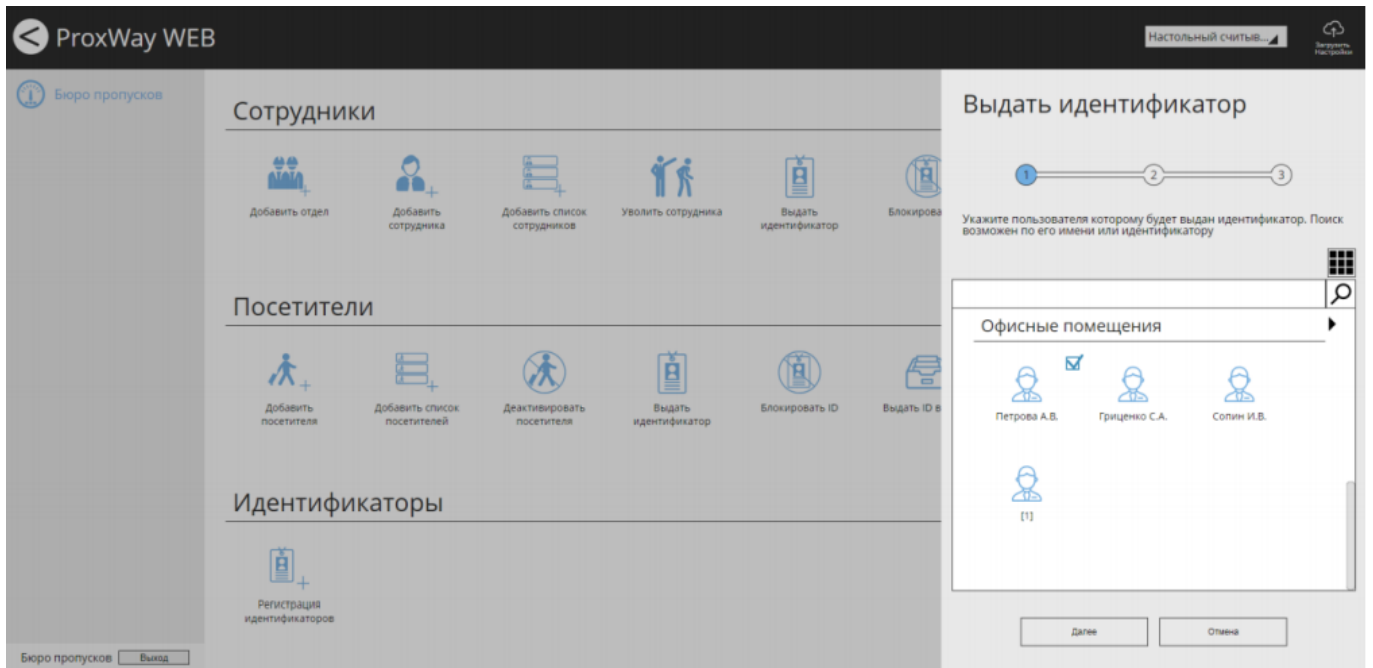 ProxWay WEB
Настольный считыв...
Загрузить
Настройки
Бюро пропусков
Сотрудники
Добавить отдел
Добавить
сотрудника
Добавить список
сотрудников
Уволить сотрудника
Выдать
идентификатор
Блокирова
Посетители
Добавить
посетителя
Добавить список
посетителей
Деактивировать
посетителя
Выдать
идентификатор
Блокировать ID
Выдать ID в
Идентификаторы
Регистрация
идентификаторов
Бюро пропусков
Выход
Выдать идентификатор
1
2
3
Укажите пользователя которому будет выдан идентификатор. Поиск
возможен по его имени или идентификатору
Офисные помещения
Петрова А.В.
Гриценко С.А.
Сопин И.В.
[1]
Далее
Отмена